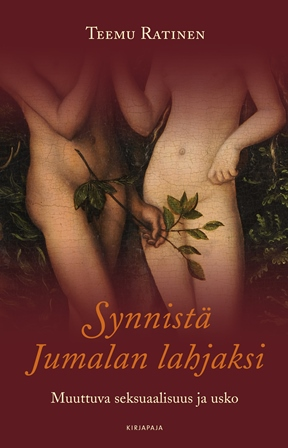 Teemu Ratinen
Synnistä
Jumalan lahjaksi
Muuttuva seksuaalisuus ja usko
KIRJAPAJA